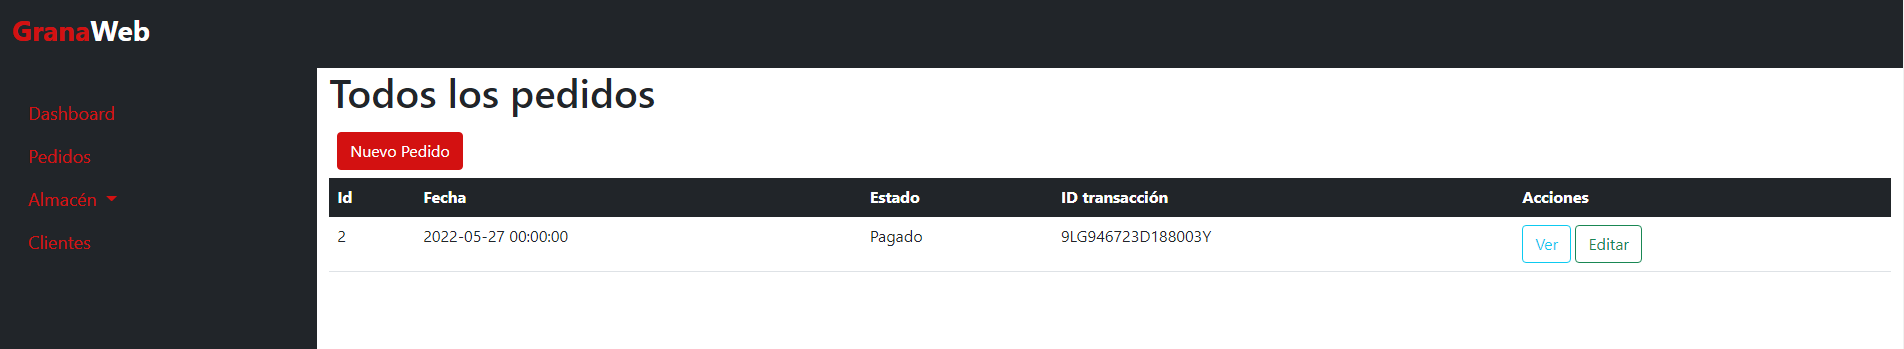 GranaWeb
Dashboard
Pedidos
Almacén
Clientes
Todos los pedidos
Nuevo Pedido
Id Fecha Estado ID transacción Acciones
2 2022-05-27 00:00:00 Pagado 9LG946723D188003Y Ver Editar